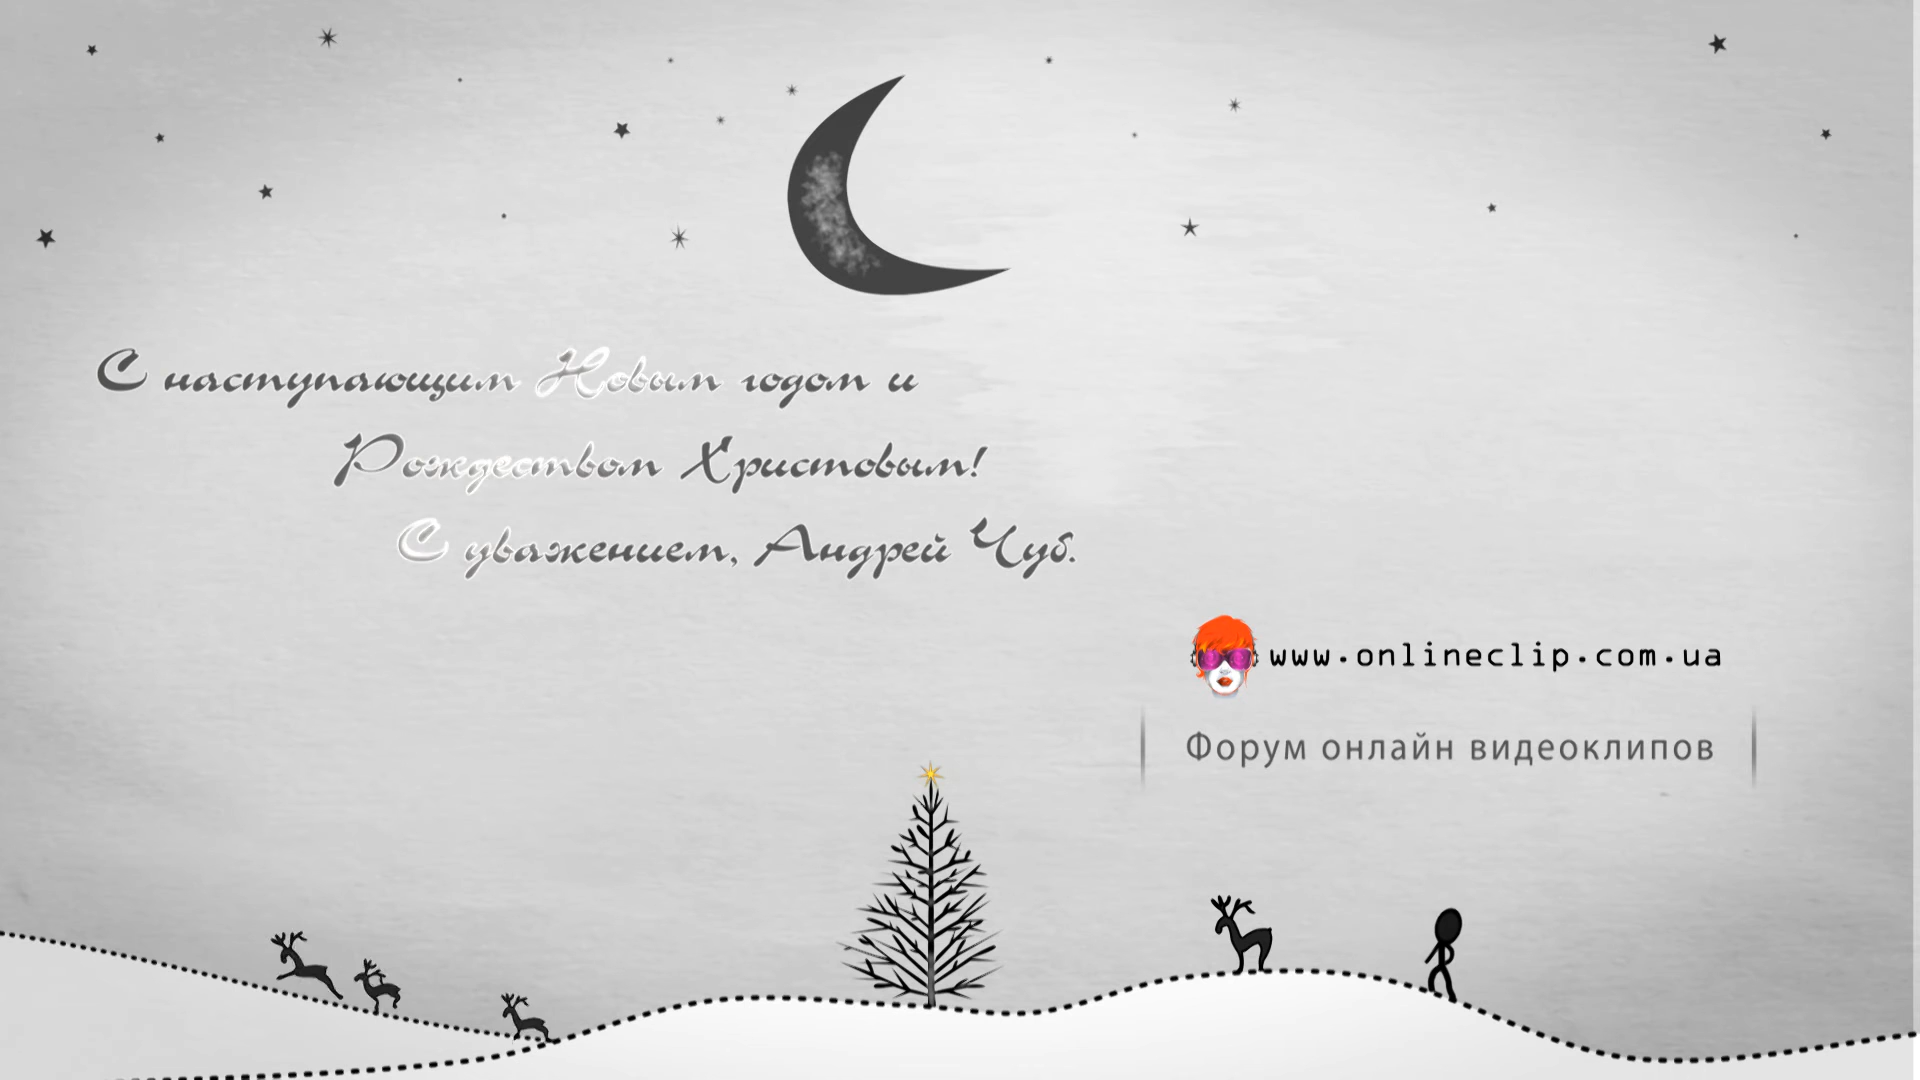 С наступающим Новым годом и
Рождеством Христовым!
С уважением, Андрей Чуб.
www.onlineclip.com.ua
Форум онлайн видеоклипов